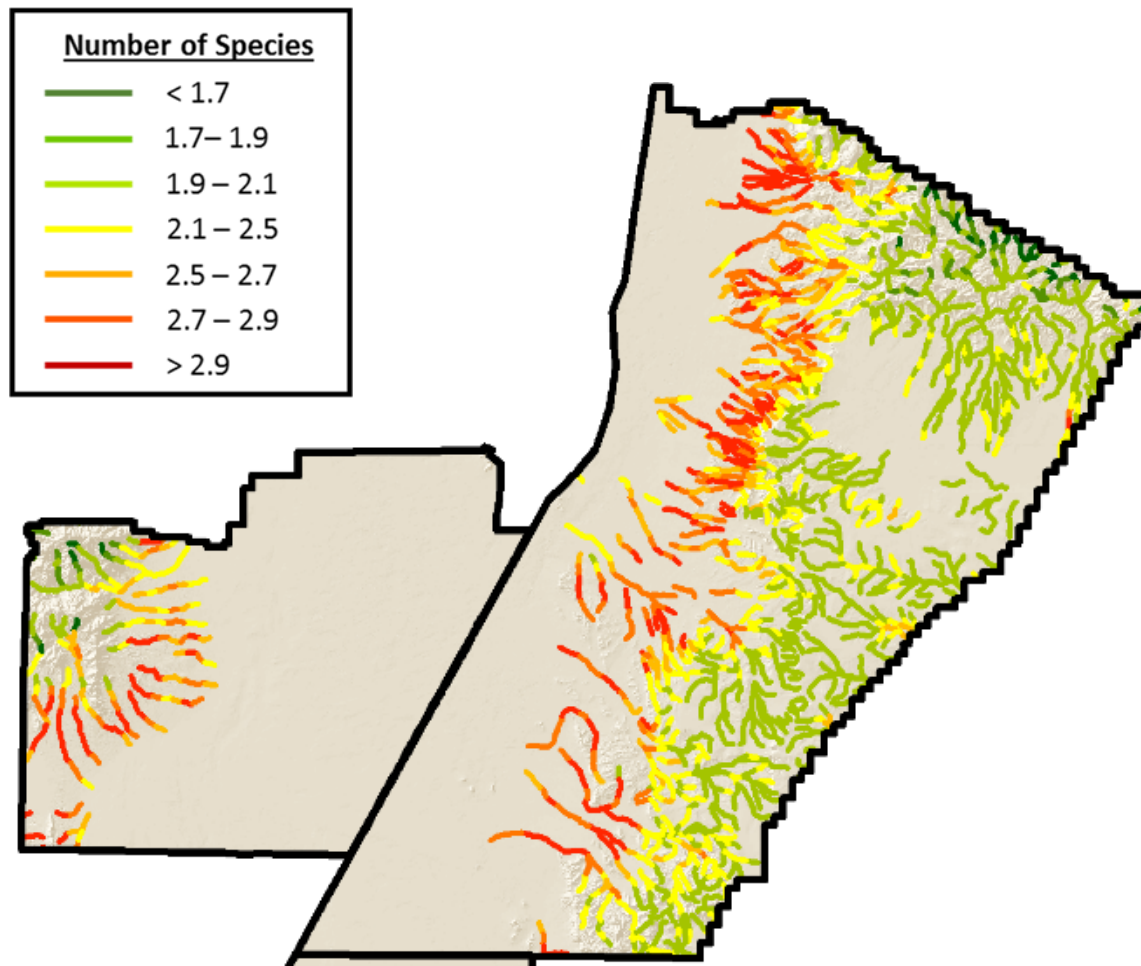 Number of Species
< 1.7
1.7– 1.9
1.9 – 2.1
2.1 – 2.5
2.5 – 2.7
2.7 – 2.9
> 2.9